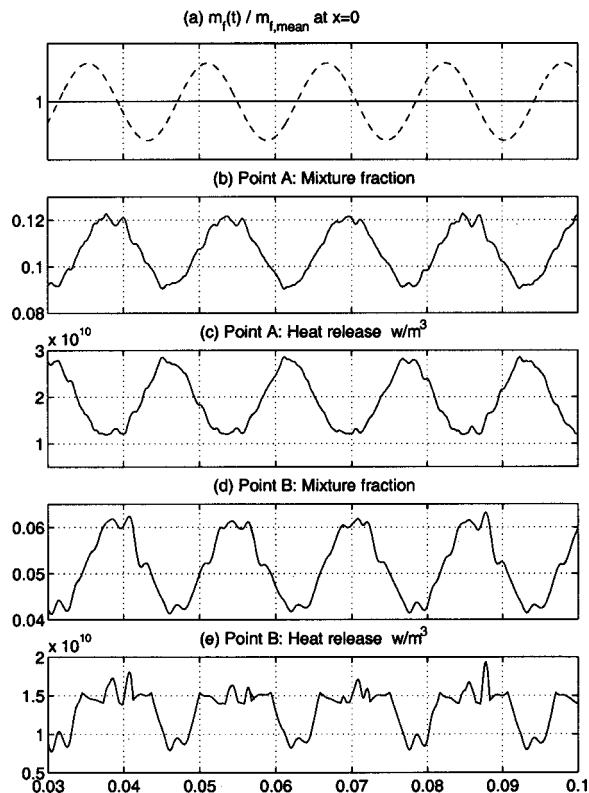 (a) m_f(t) / m_f,mean at x=0
1
(b) Point A: Mixture fraction
0.12
0.1
0.08
(c) Point A: Heat release w/m^3
x 10^10
3
2
1
(d) Point B: Mixture fraction
0.06
0.05
0.04
(e) Point B: Heat release w/m^3
x 10^10
2
1.5
1
0.5
0.03 0.04 0.05 0.06 0.07 0.08 0.09 0.1